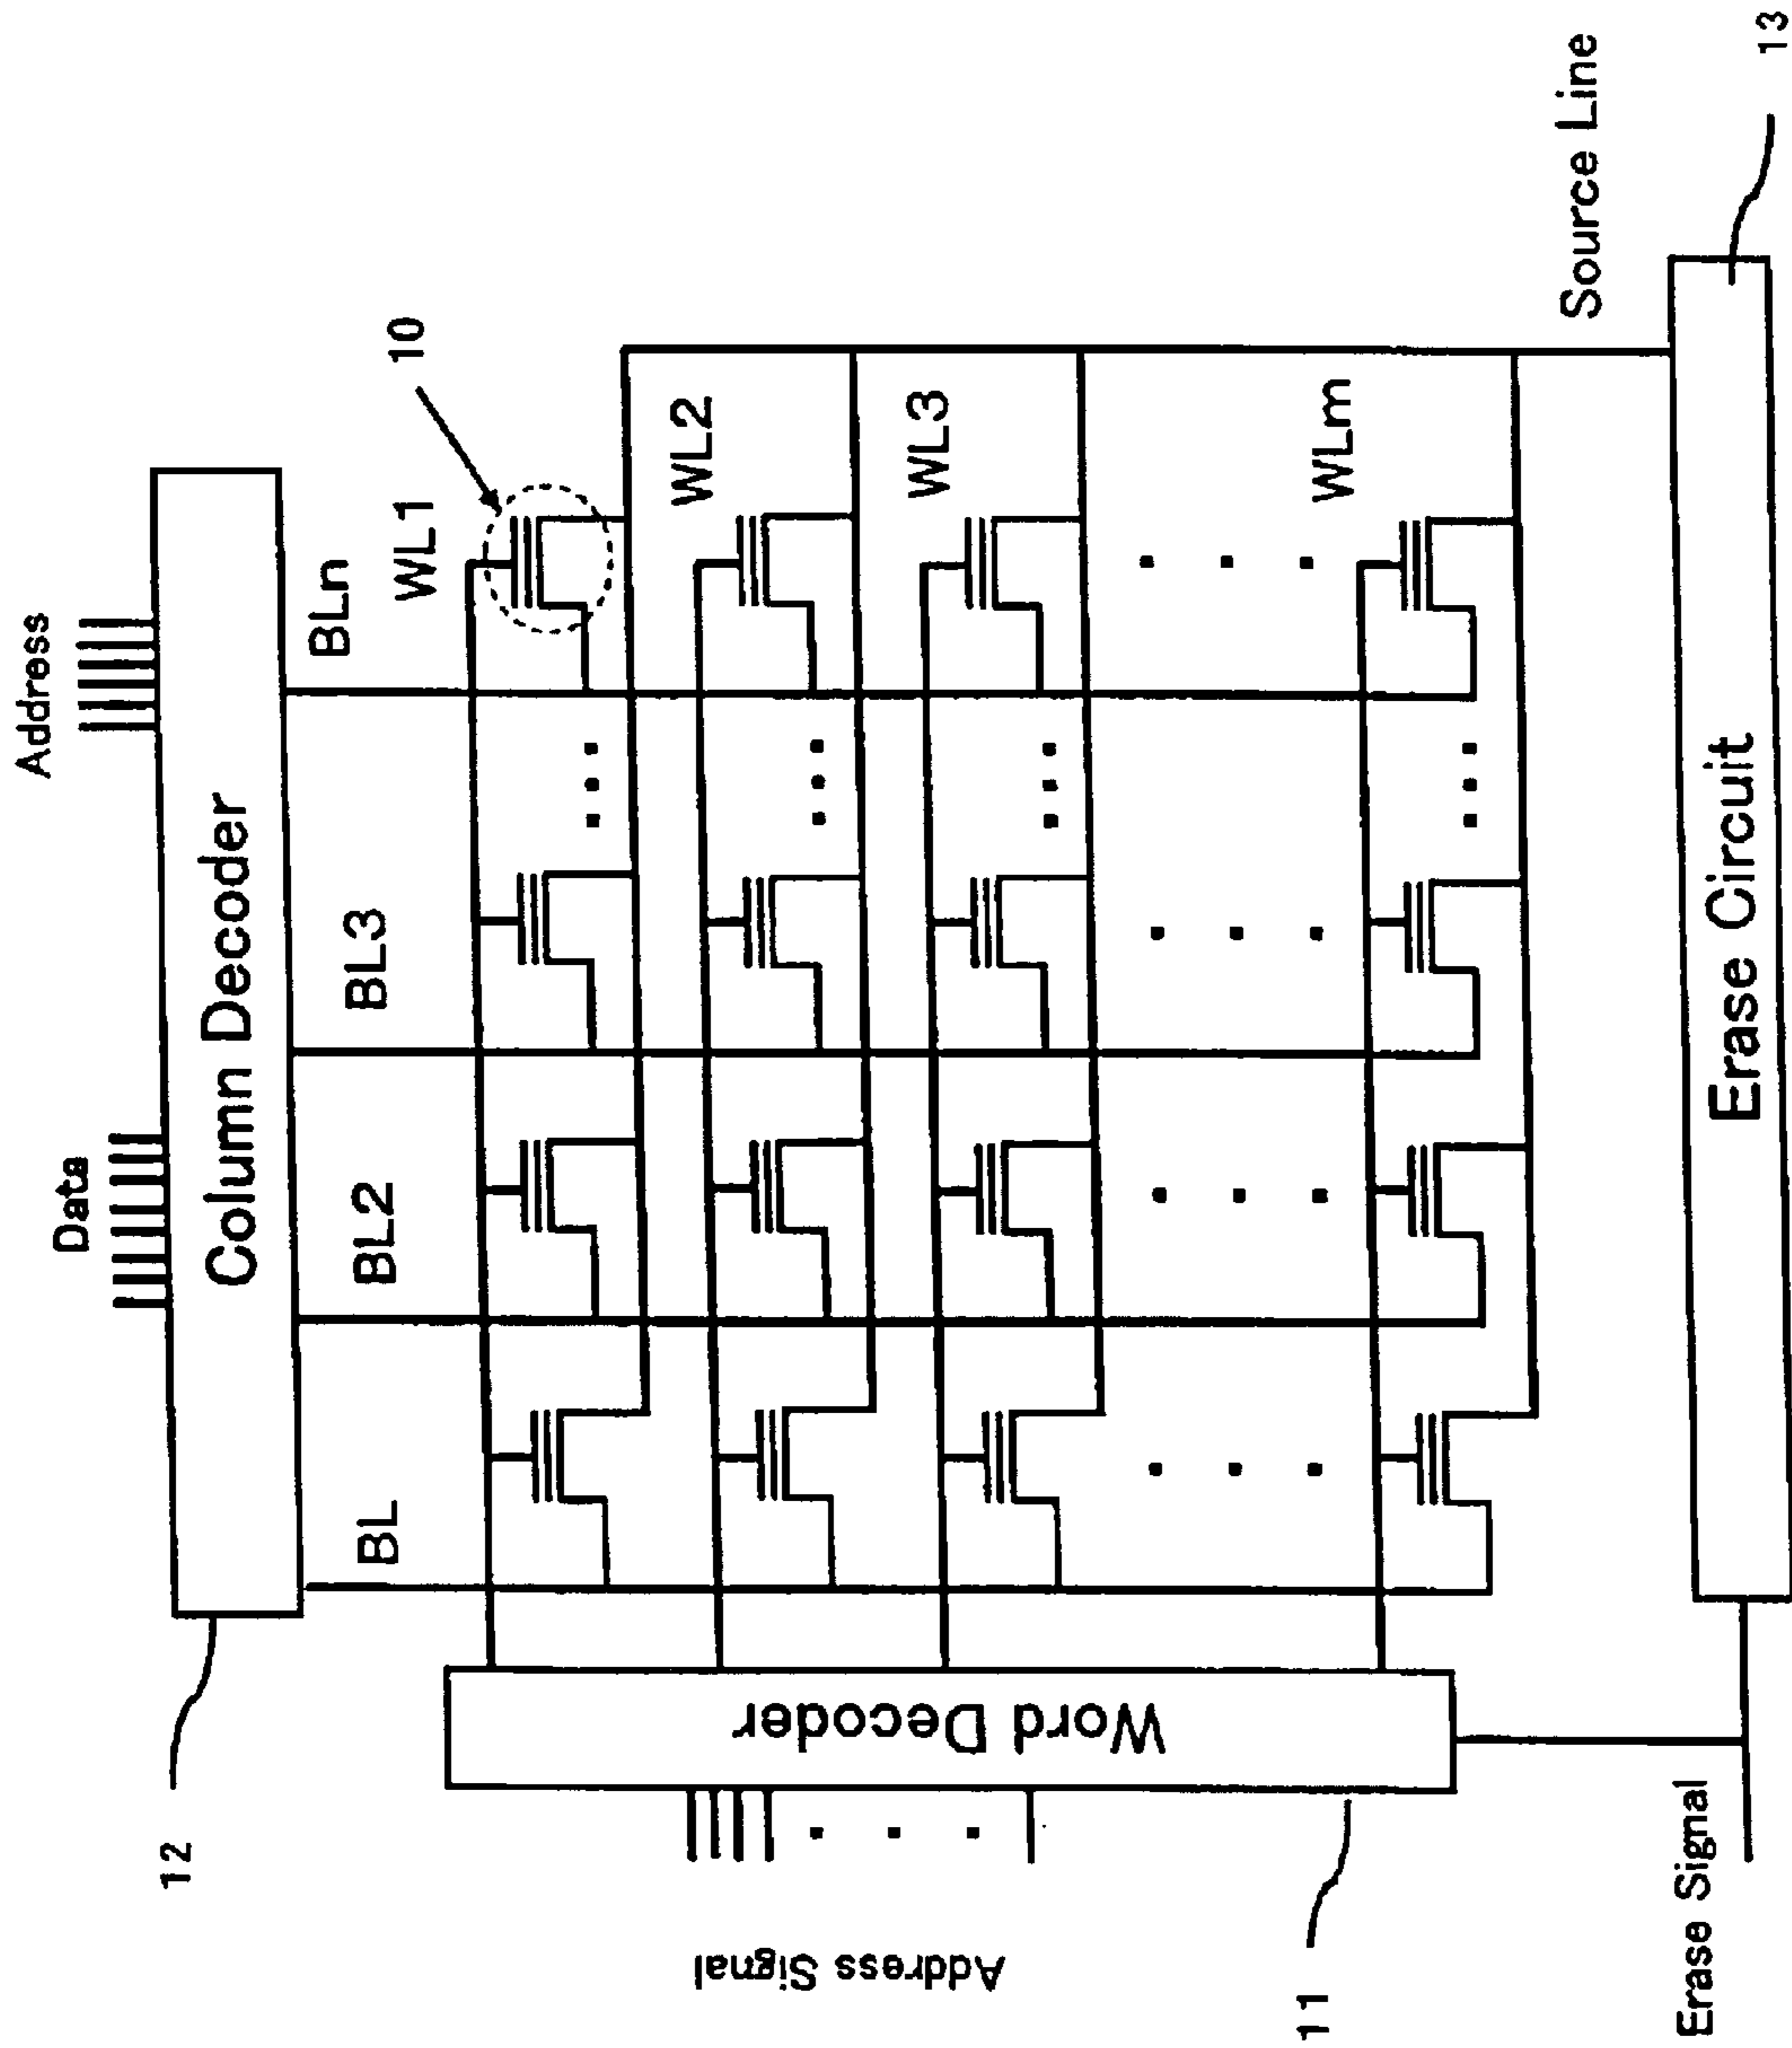 Data
Address
12
Column Decoder
BL
BL2
BL3
BLn
10
WL1
WL2
WL3
WLm
Address Signal
Word Decoder
11
Source Line
Erase Signal
Erase Circuit
13